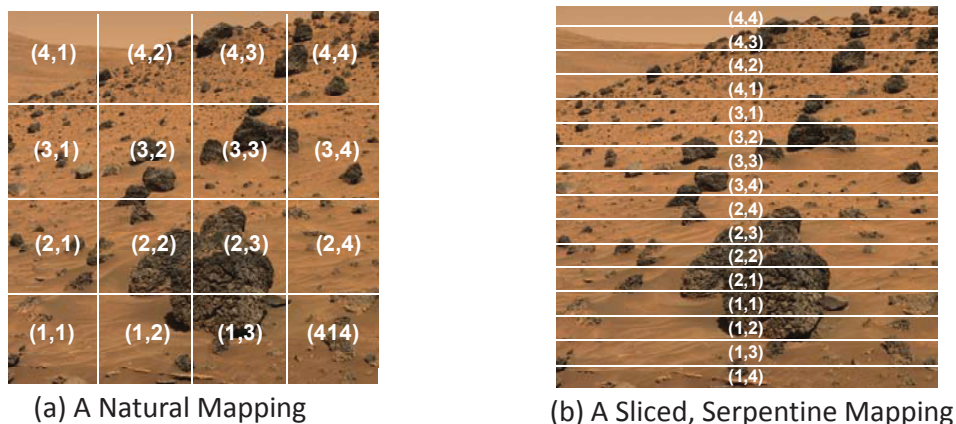 (4,1) (4,2) (4,3) (4,4)
(3,1) (3,2) (3,3) (3,4)
(2,1) (2,2) (2,3) (2,4)
(1,1) (1,2) (1,3) (414)
(a) A Natural Mapping
(4,4)
(4,3)
(4,2)
(4,1)
(3,1)
(3,2)
(3,3)
(3,4)
(2,4)
(2,3)
(2,2)
(2,1)
(1,1)
(1,2)
(1,3)
(1,4)
(b) A Sliced, Serpentine Mapping